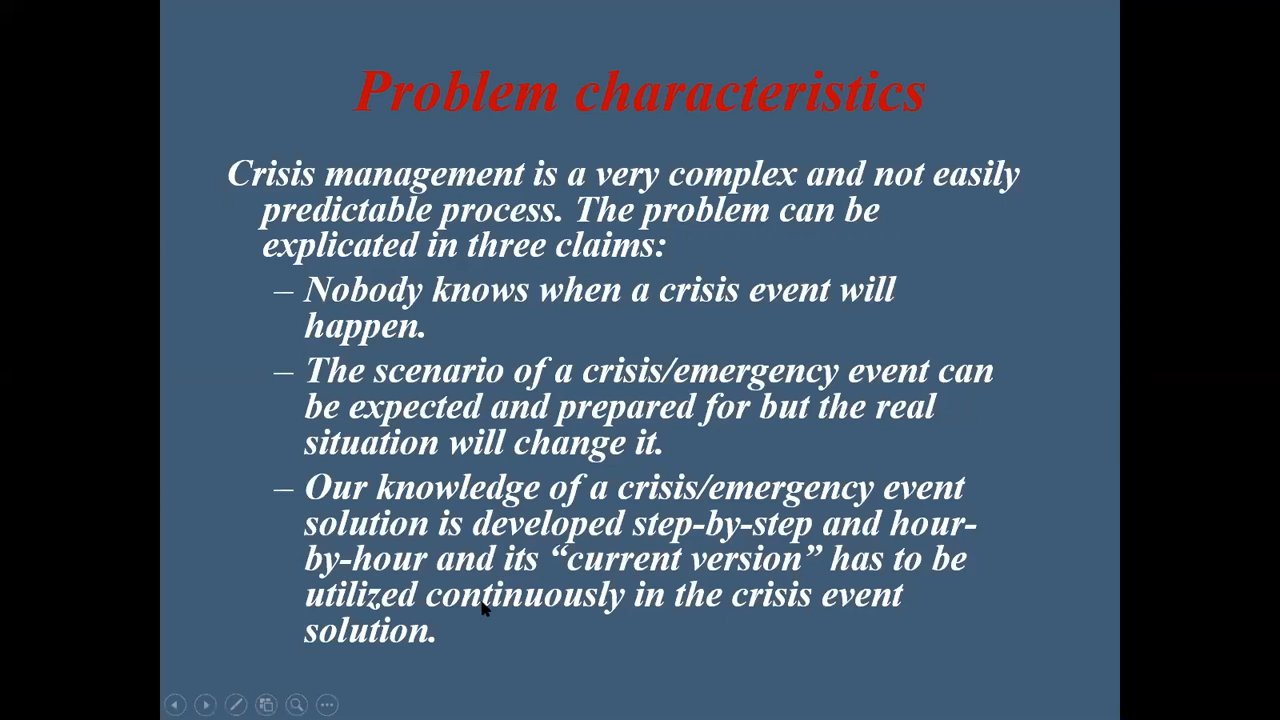 Problem characteristics
Crisis management is a very complex and not easily
predictable process. The problem can be
explicated in three claims:
– Nobody knows when a crisis event will
happen.
– The scenario of a crisis/emergency event can
be expected and prepared for but the real
situation will change it.
– Our knowledge of a crisis/emergency event
solution is developed step-by-step and hour-
by-hour and its “current version” has to be
utilized continuously in the crisis event
solution.